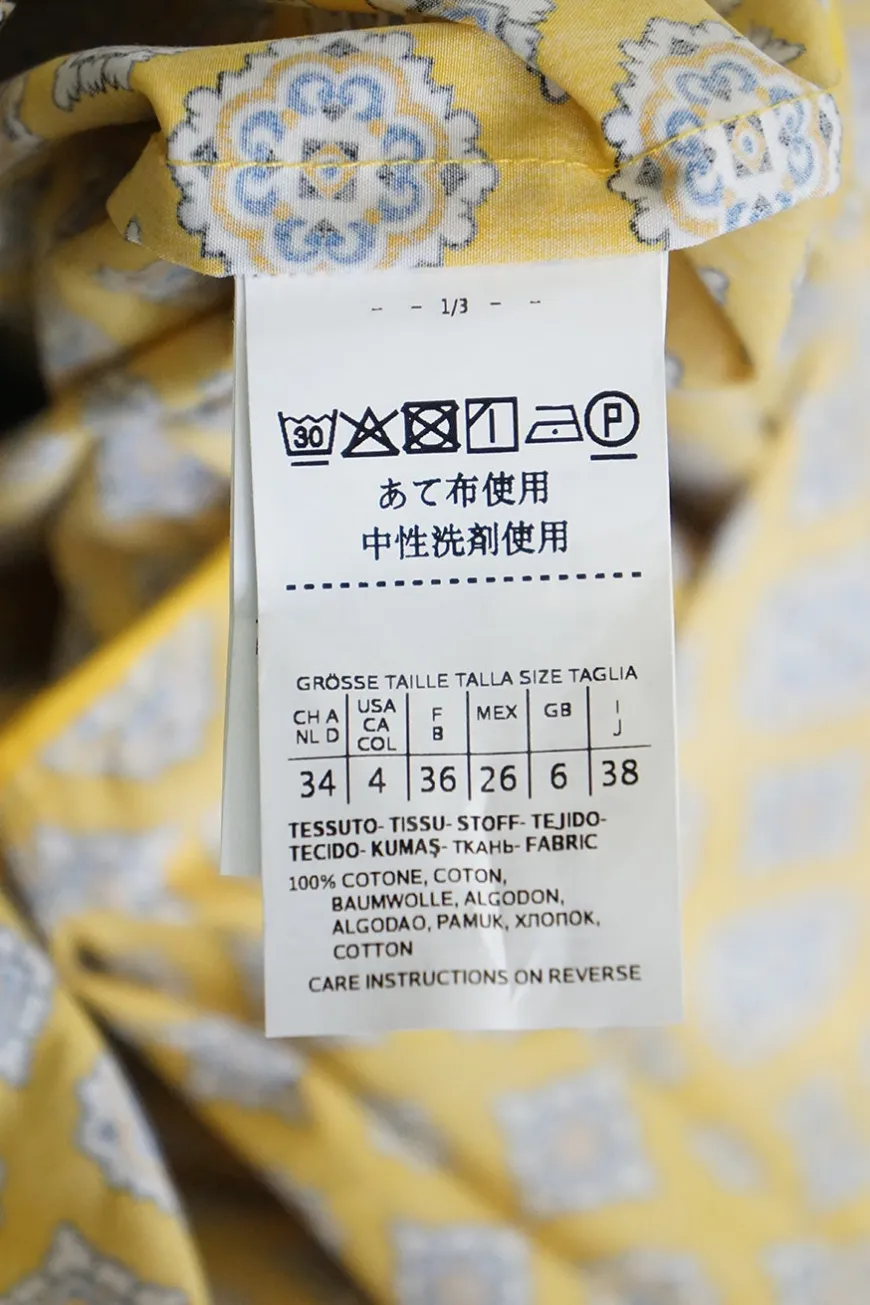 - - 1/3 - -
30 P
あて布使用
中性洗剤使用
GRÖSSE TAILLE TALLA SIZE TAGLIA
CH A NL D USA CA COL F B MEX GB I J
34 4 36 26 6 38
TESSUTO- TISSU- STOFF- TEJIDO-
TECIDO- KUMAŞ- ТКАНЬ- FABRIC
100% COTONE, COTON,
BAUMWOLLE, ALGODON,
ALGODAO, PAMUK, ХЛОПОК,
COTTON
CARE INSTRUCTIONS ON REVERSE